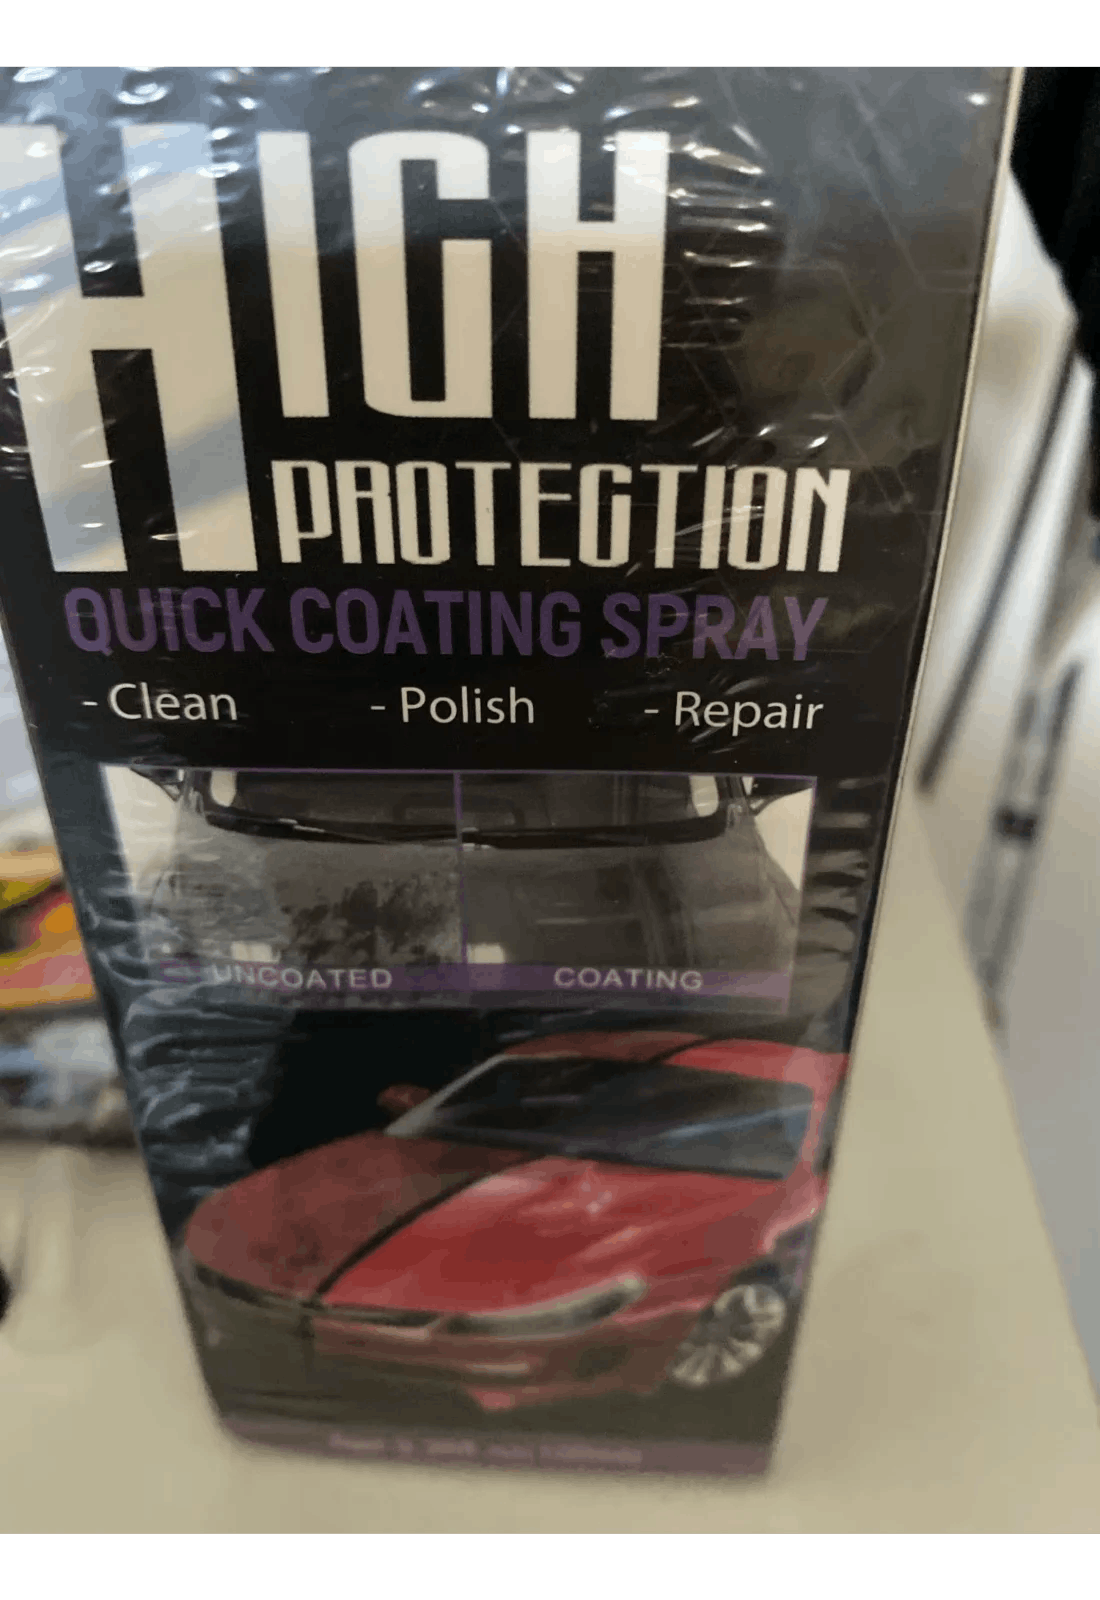 HIGH
PROTECTION
QUICK COATING SPRAY
- Clean - Polish - Repair
UNCOATED COATING